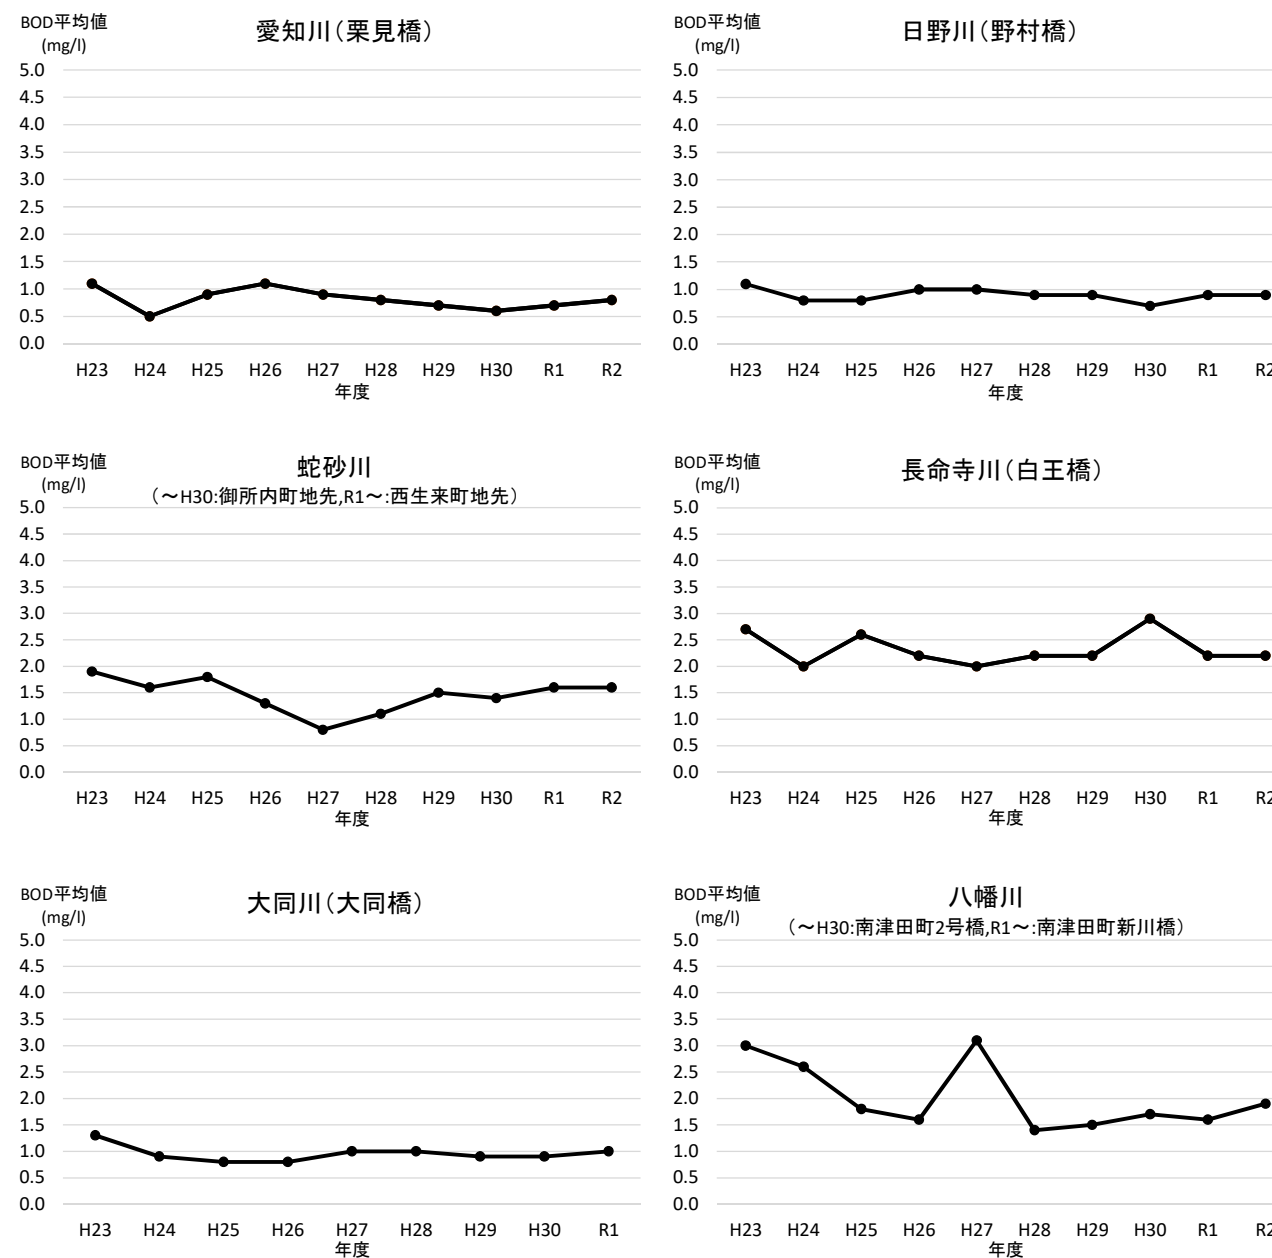 BOD平均値
(mg/l)
愛知川（栗見橋）
5.0
4.5
4.0
3.5
3.0
2.5
2.0
1.5
1.0
0.5
0.0
H23 H24 H25 H26 H27 H28 H29 H30 R1 R2
年度
BOD平均値
(mg/l)
日野川（野村橋）
5.0
4.5
4.0
3.5
3.0
2.5
2.0
1.5
1.0
0.5
0.0
H23 H24 H25 H26 H27 H28 H29 H30 R1 R2
年度
BOD平均値
(mg/l)
蛇砂川
（～H30:御所内町地先,R1～:西生来町地先）
5.0
4.5
4.0
3.5
3.0
2.5
2.0
1.5
1.0
0.5
0.0
H23 H24 H25 H26 H27 H28 H29 H30 R1 R2
年度
BOD平均値
(mg/l)
長命寺川（白王橋）
5.0
4.5
4.0
3.5
3.0
2.5
2.0
1.5
1.0
0.5
0.0
H23 H24 H25 H26 H27 H28 H29 H30 R1 R2
年度
BOD平均値
(mg/l)
大同川（大同橋）
5.0
4.5
4.0
3.5
3.0
2.5
2.0
1.5
1.0
0.5
0.0
H23 H24 H25 H26 H27 H28 H29 H30 R1
年度
BOD平均値
(mg/l)
八幡川
（～H30:南津田町2号橋,R1～:南津田町新川橋）
5.0
4.5
4.0
3.5
3.0
2.5
2.0
1.5
1.0
0.5
0.0
H23 H24 H25 H26 H27 H28 H29 H30 R1 R2
年度